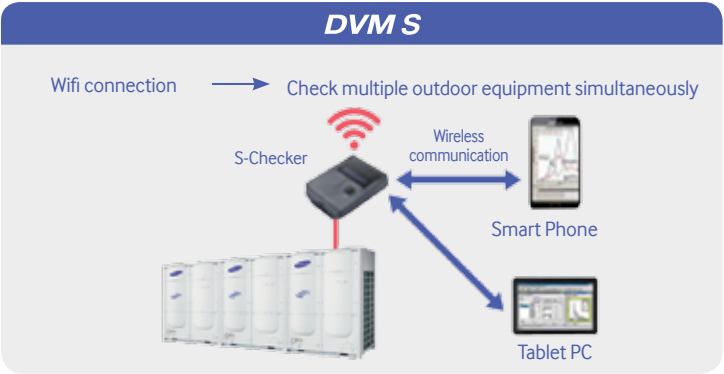 DVM S
Wifi connection
Check multiple outdoor equipment simultaneously
Wireless
communication
S-Checker
Smart Phone
Tablet PC